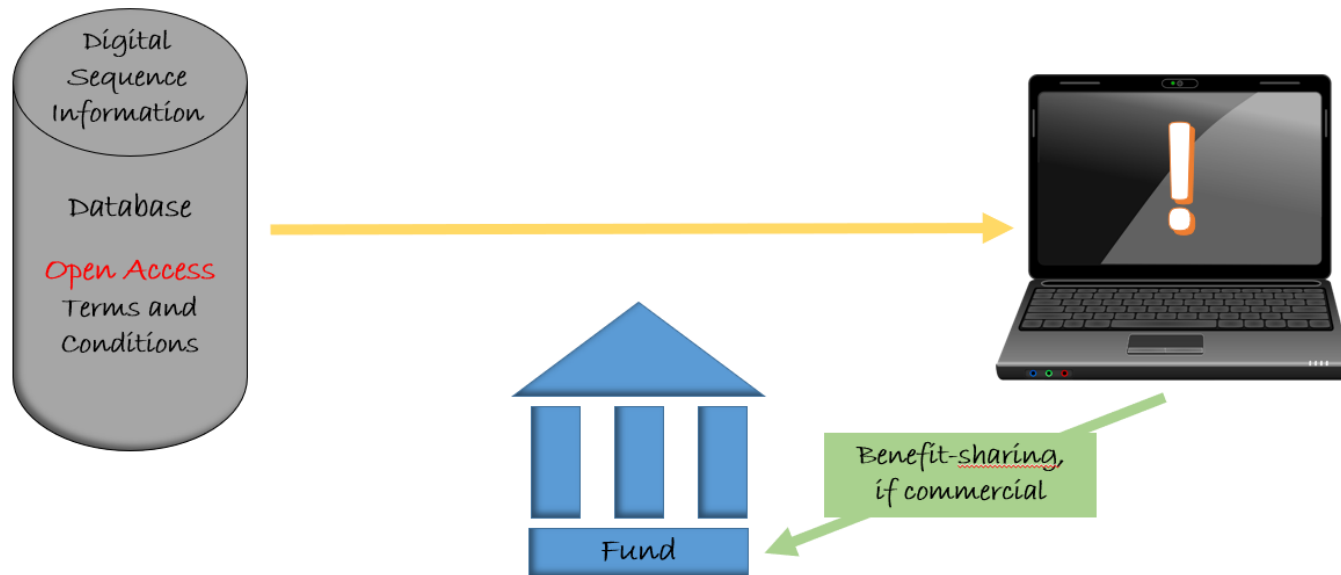 Digital
Sequence
Information
Database
Open Access
Terms and
Conditions
!
Benefit-sharing,
if commercial
Fund